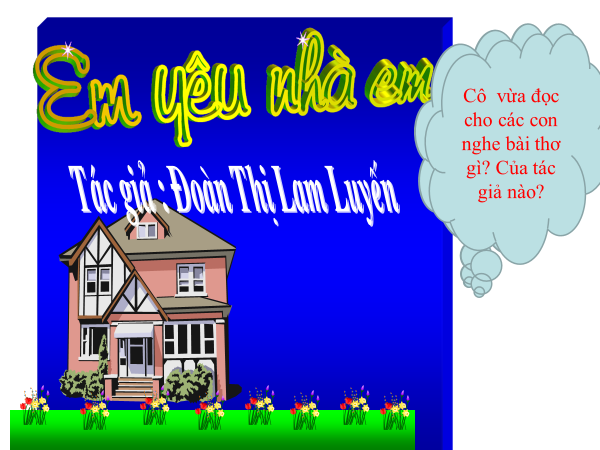 Em yêu nhà em
Tác giả : Đoàn Thị Lam Luyến
Cô vừa đọc
cho các con
nghe bài thơ
gì? Của tác
giả nào?